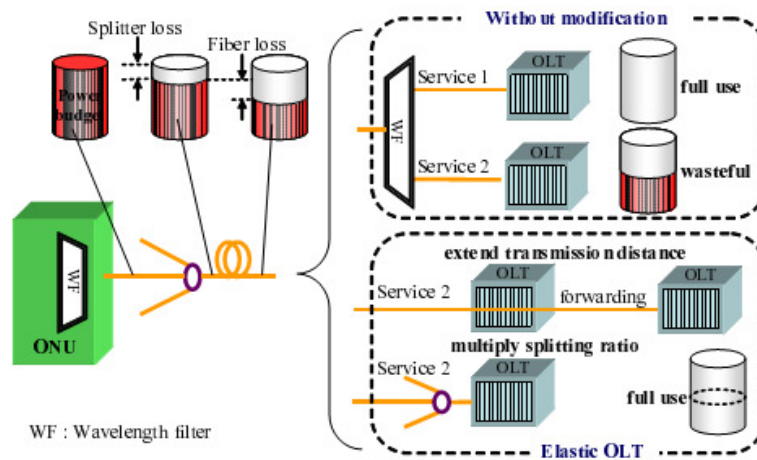 Splitter loss
Fiber loss
Power
budget
WF
ONU
WF : Wavelength filter
Without modification
WF
Service 1
OLT
full use
Service 2
OLT
wasteful
extend transmission distance
Service 2
OLT
forwarding
OLT
multiply splitting ratio
Service 2
OLT
full use
Elastic OLT